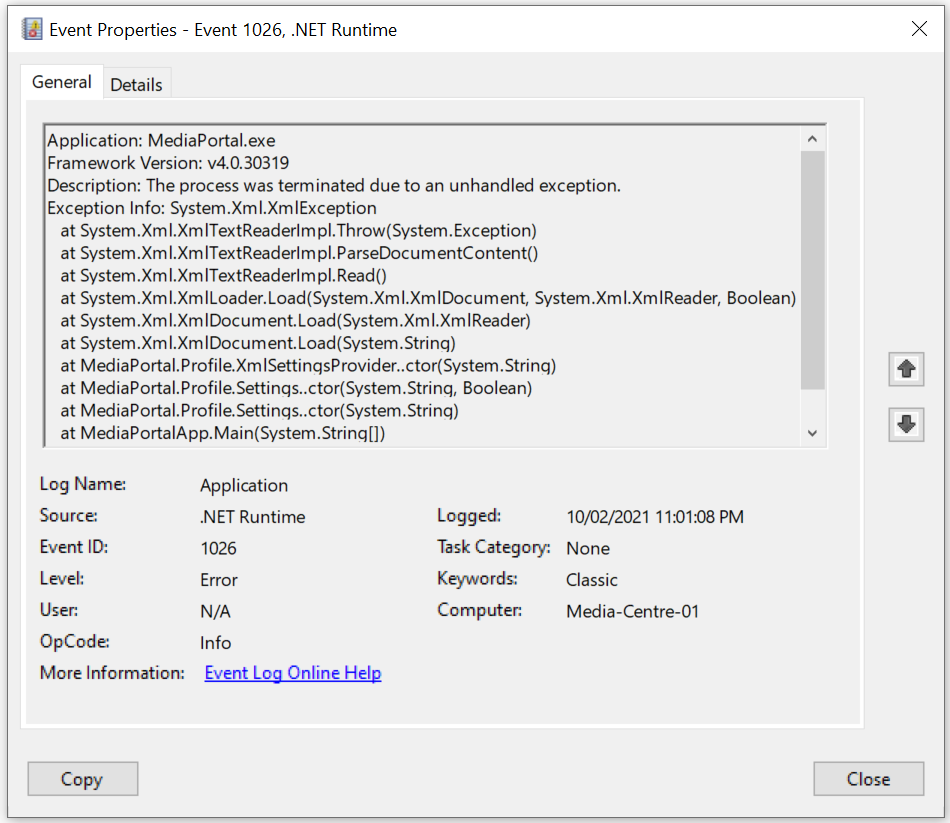 Event Properties - Event 1026, .NET Runtime
General
Details
Application: MediaPortal.exe
Framework Version: v4.0.30319
Description: The process was terminated due to an unhandled exception.
Exception Info: System.Xml.XmlException
at System.Xml.XmlTextReaderImpl.Throw(System.Exception)
at System.Xml.XmlTextReaderImpl.ParseDocumentContent()
at System.Xml.XmlTextReaderImpl.Read()
at System.Xml.XmlLoader.Load(System.Xml.XmlDocument, System.Xml.XmlReader, Boolean)
at System.Xml.XmlDocument.Load(System.Xml.XmlReader)
at System.Xml.XmlDocument.Load(System.String)
at MediaPortal.Profile.XmlSettingsProvider..ctor(System.String)
at MediaPortal.Profile.Settings..ctor(System.String, Boolean)
at MediaPortal.Profile.Settings..ctor(System.String)
at MediaPortalApp.Main(System.String[])
Log Name: Application
Source: .NET Runtime Logged: 10/02/2021 11:01:08 PM
Event ID: 1026 Task Category: None
Level: Error Keywords: Classic
User: N/A Computer: Media-Centre-01
OpCode: Info
More Information: Event Log Online Help
Copy
Close